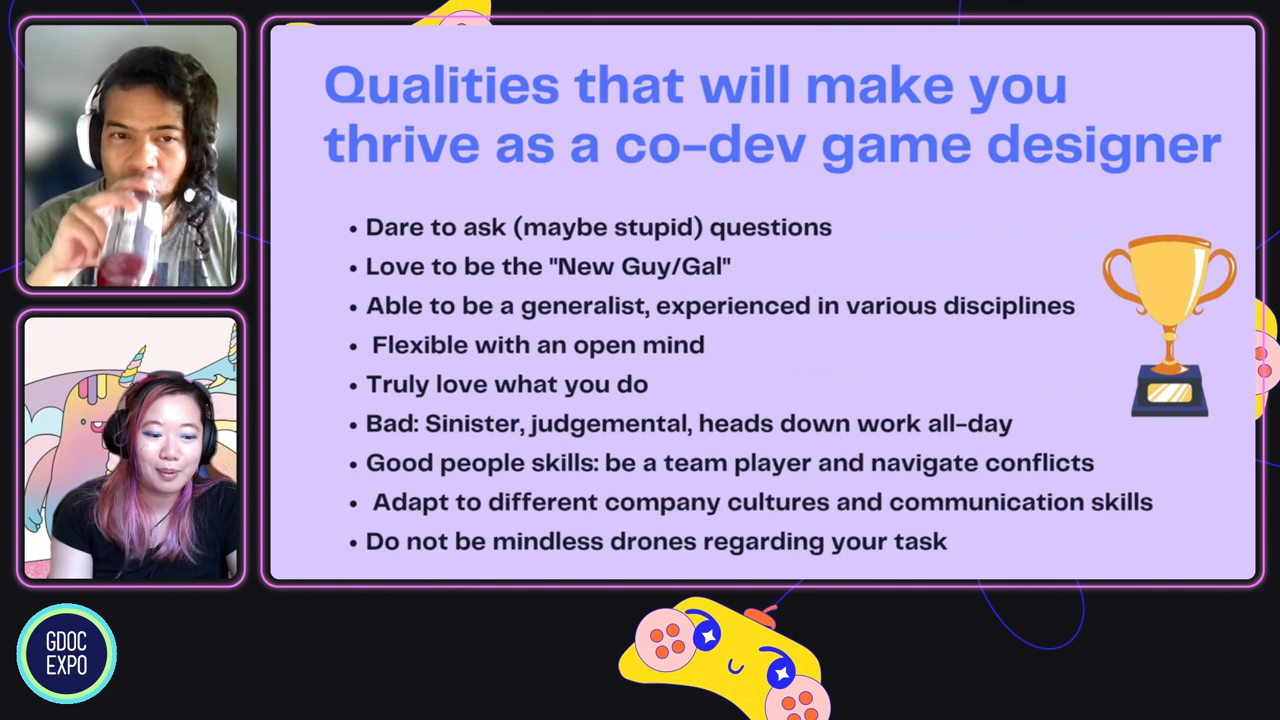 Qualities that will make you
thrive as a co-dev game designer
• Dare to ask (maybe stupid) questions
• Love to be the "New Guy/Gal"
• Able to be a generalist, experienced in various disciplines
• Flexible with an open mind
• Truly love what you do
• Bad: Sinister, judgemental, heads down work all-day
• Good people skills: be a team player and navigate conflicts
• Adapt to different company cultures and communication skills
• Do not be mindless drones regarding your task
GDOC
EXPO